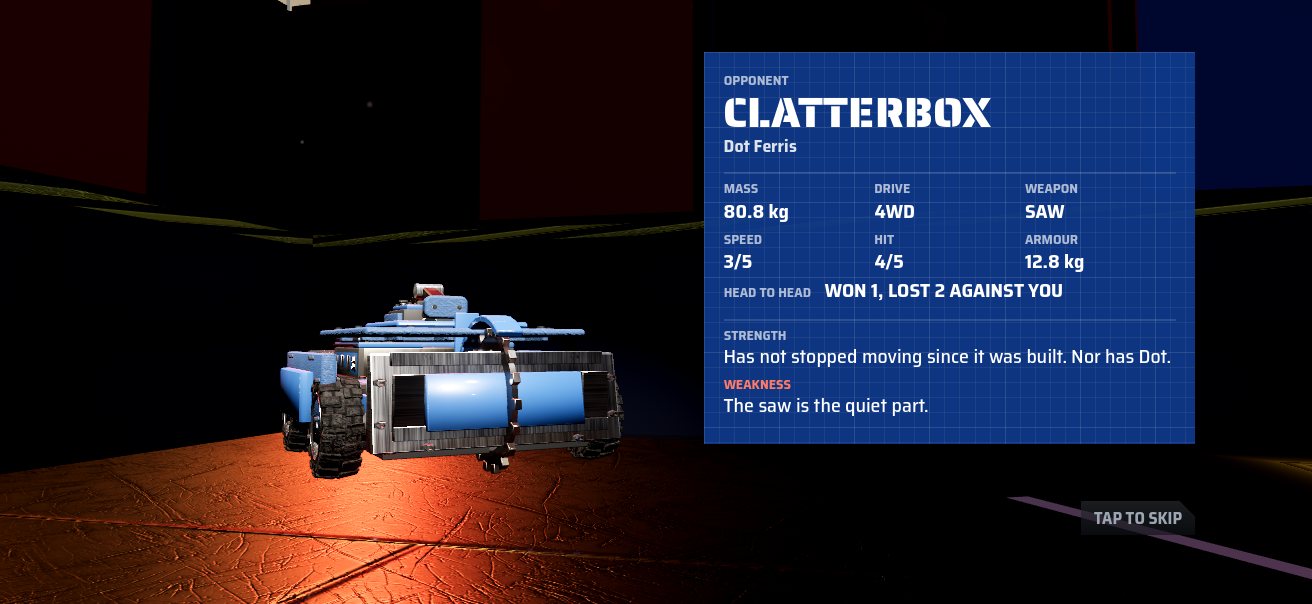 OPPONENT
CLATTERBOX
Dot Ferris
MASS DRIVE WEAPON
80.8 kg 4WD SAW
SPEED HIT ARMOUR
3/5 4/5 12.8 kg
HEAD TO HEAD WON 1, LOST 2 AGAINST YOU
STRENGTH
Has not stopped moving since it was built. Nor has Dot.
WEAKNESS
The saw is the quiet part.
TAP TO SKIP